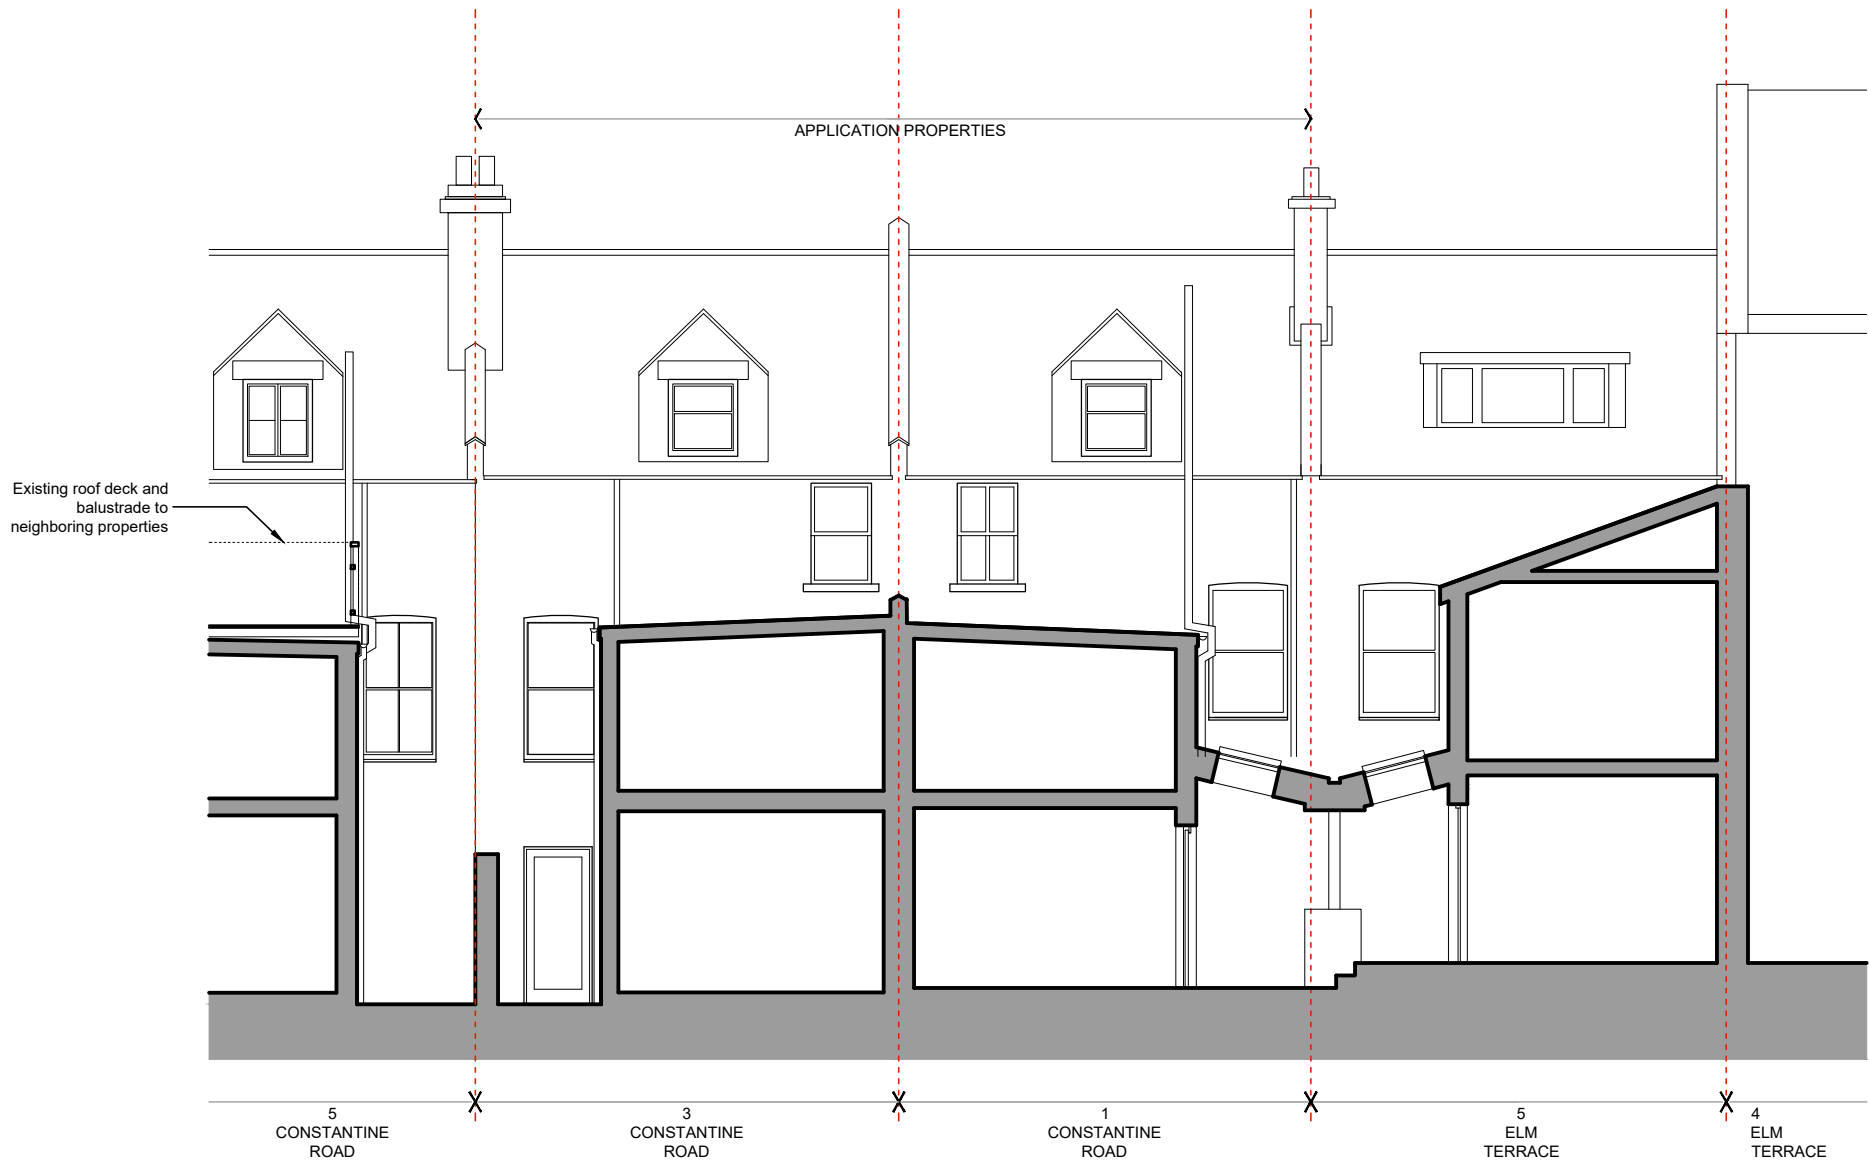 APPLICATION PROPERTIES
Existing roof deck and
balustrade to
neighboring properties
5
CONSTANTINE
ROAD
3
CONSTANTINE
ROAD
1
CONSTANTINE
ROAD
5
ELM
TERRACE
4
ELM
TERRACE